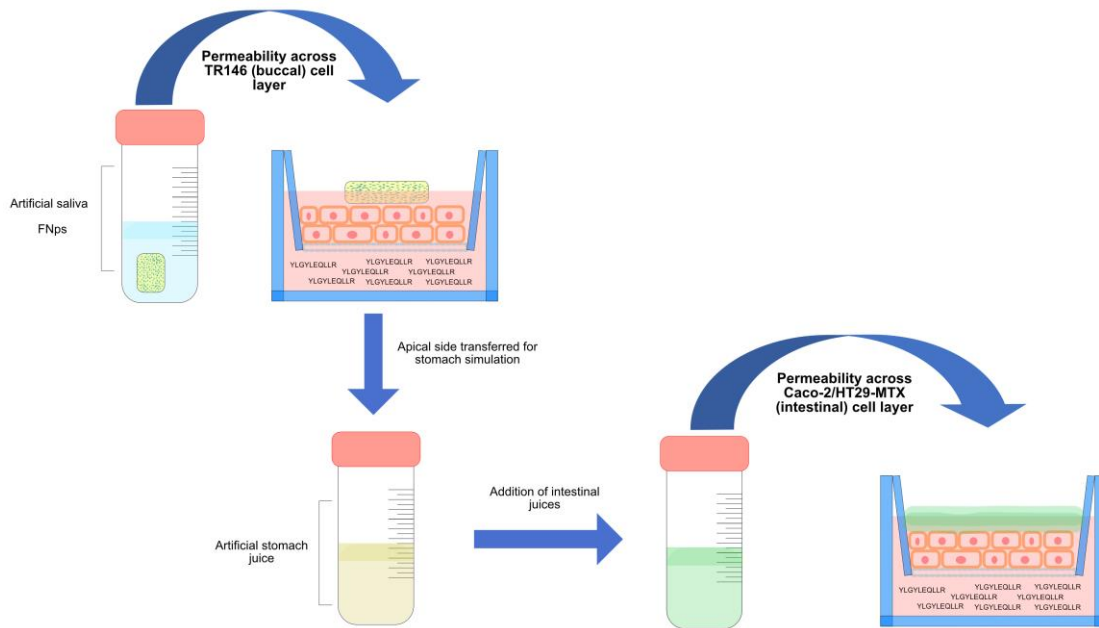 Permeability across
TR146 (buccal) cell
layer
Artificial saliva
FNps
YLGYLEQLLR YLGYLEQLLR YLGYLEQLLR
YLGYLEQLLR YLGYLEQLLR
YLGYLEQLLR YLGYLEQLLR YLGYLEQLLR
Apical side transferred for
stomach simulation
Artificial stomach
juice
Addition of intestinal
juices
Permeability across
Caco-2/HT29-MTX
(intestinal) cell layer
YLGYLEQLLR YLGYLEQLLR YLGYLEQLLR
YLGYLEQLLR YLGYLEQLLR
YLGYLEQLLR YLGYLEQLLR YLGYLEQLLR